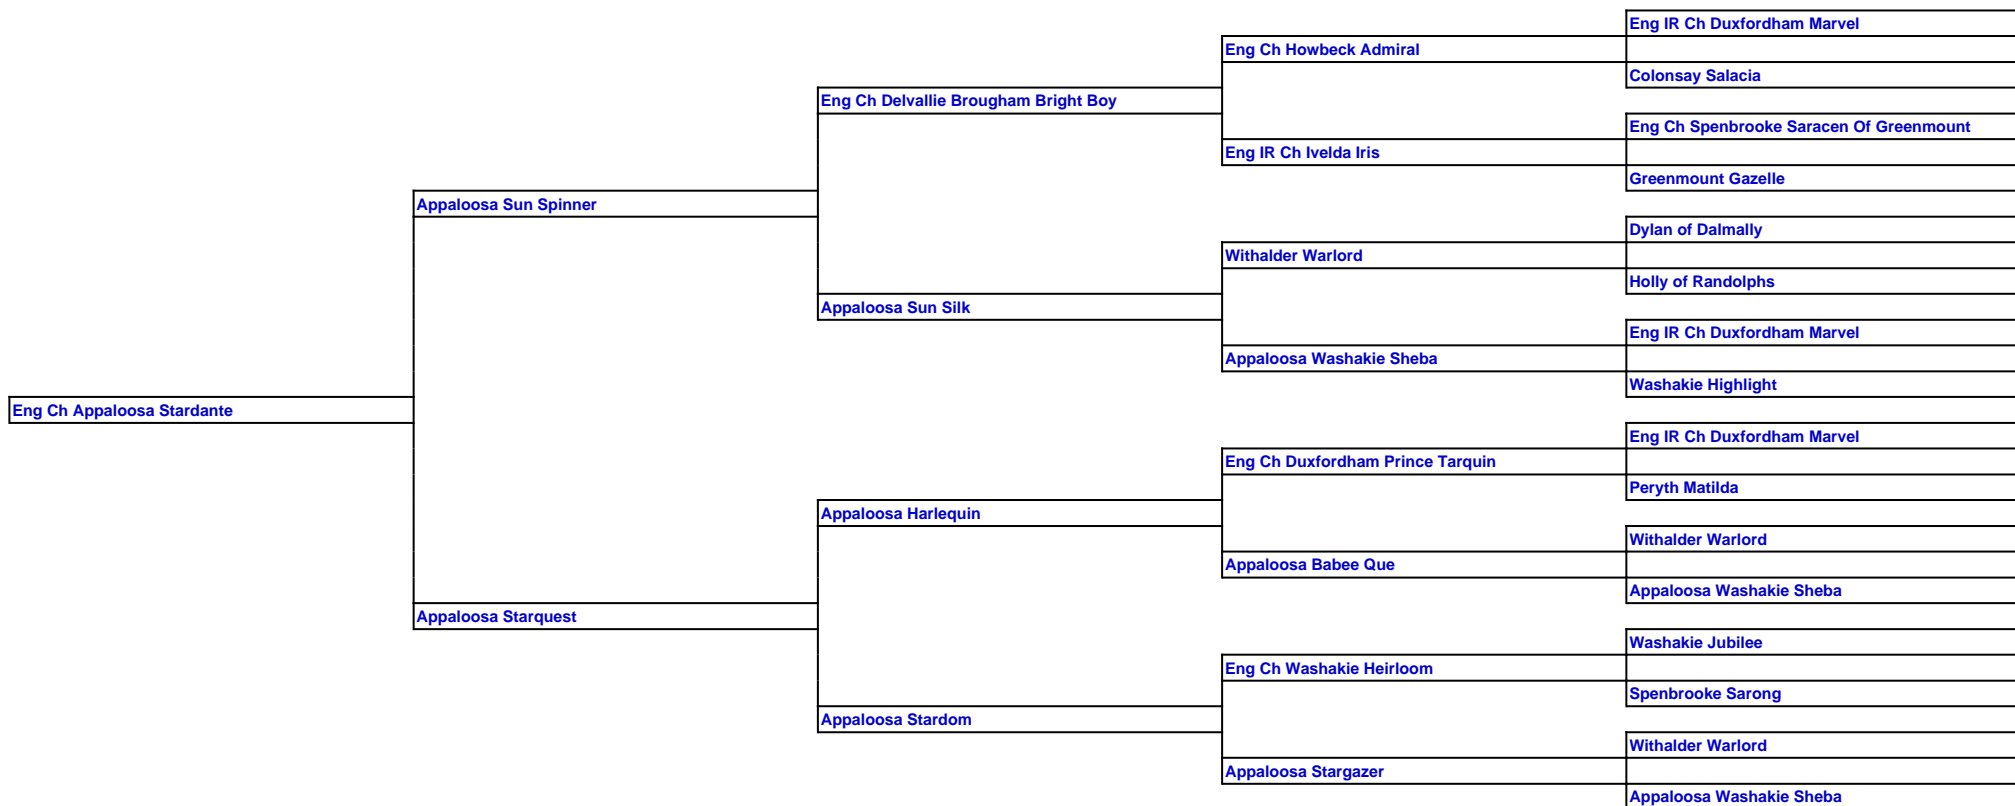 Eng IR Ch Duxfordham Marvel
Eng Ch Howbeck Admiral
Colonsay Salacia
Eng Ch Delvallie Brougham Bright Boy
Eng Ch Spenbrooke Saracen Of Greenmount
Eng IR Ch Ivelda Iris
Greenmount Gazelle
Appaloosa Sun Spinner
Dylan of Dalmally
Withalder Warlord
Holly of Randolphs
Appaloosa Sun Silk
Eng IR Ch Duxfordham Marvel
Appaloosa Washakie Sheba
Washakie Highlight
Eng Ch Appaloosa Stardante
Eng IR Ch Duxfordham Marvel
Eng Ch Duxfordham Prince Tarquin
Peryth Matilda
Appaloosa Harlequin
Withalder Warlord
Appaloosa Babee Que
Appaloosa Washakie Sheba
Appaloosa Starquest
Washakie Jubilee
Eng Ch Washakie Heirloom
Spenbrooke Sarong
Appaloosa Stardom
Withalder Warlord
Appaloosa Stargazer
Appaloosa Washakie Sheba